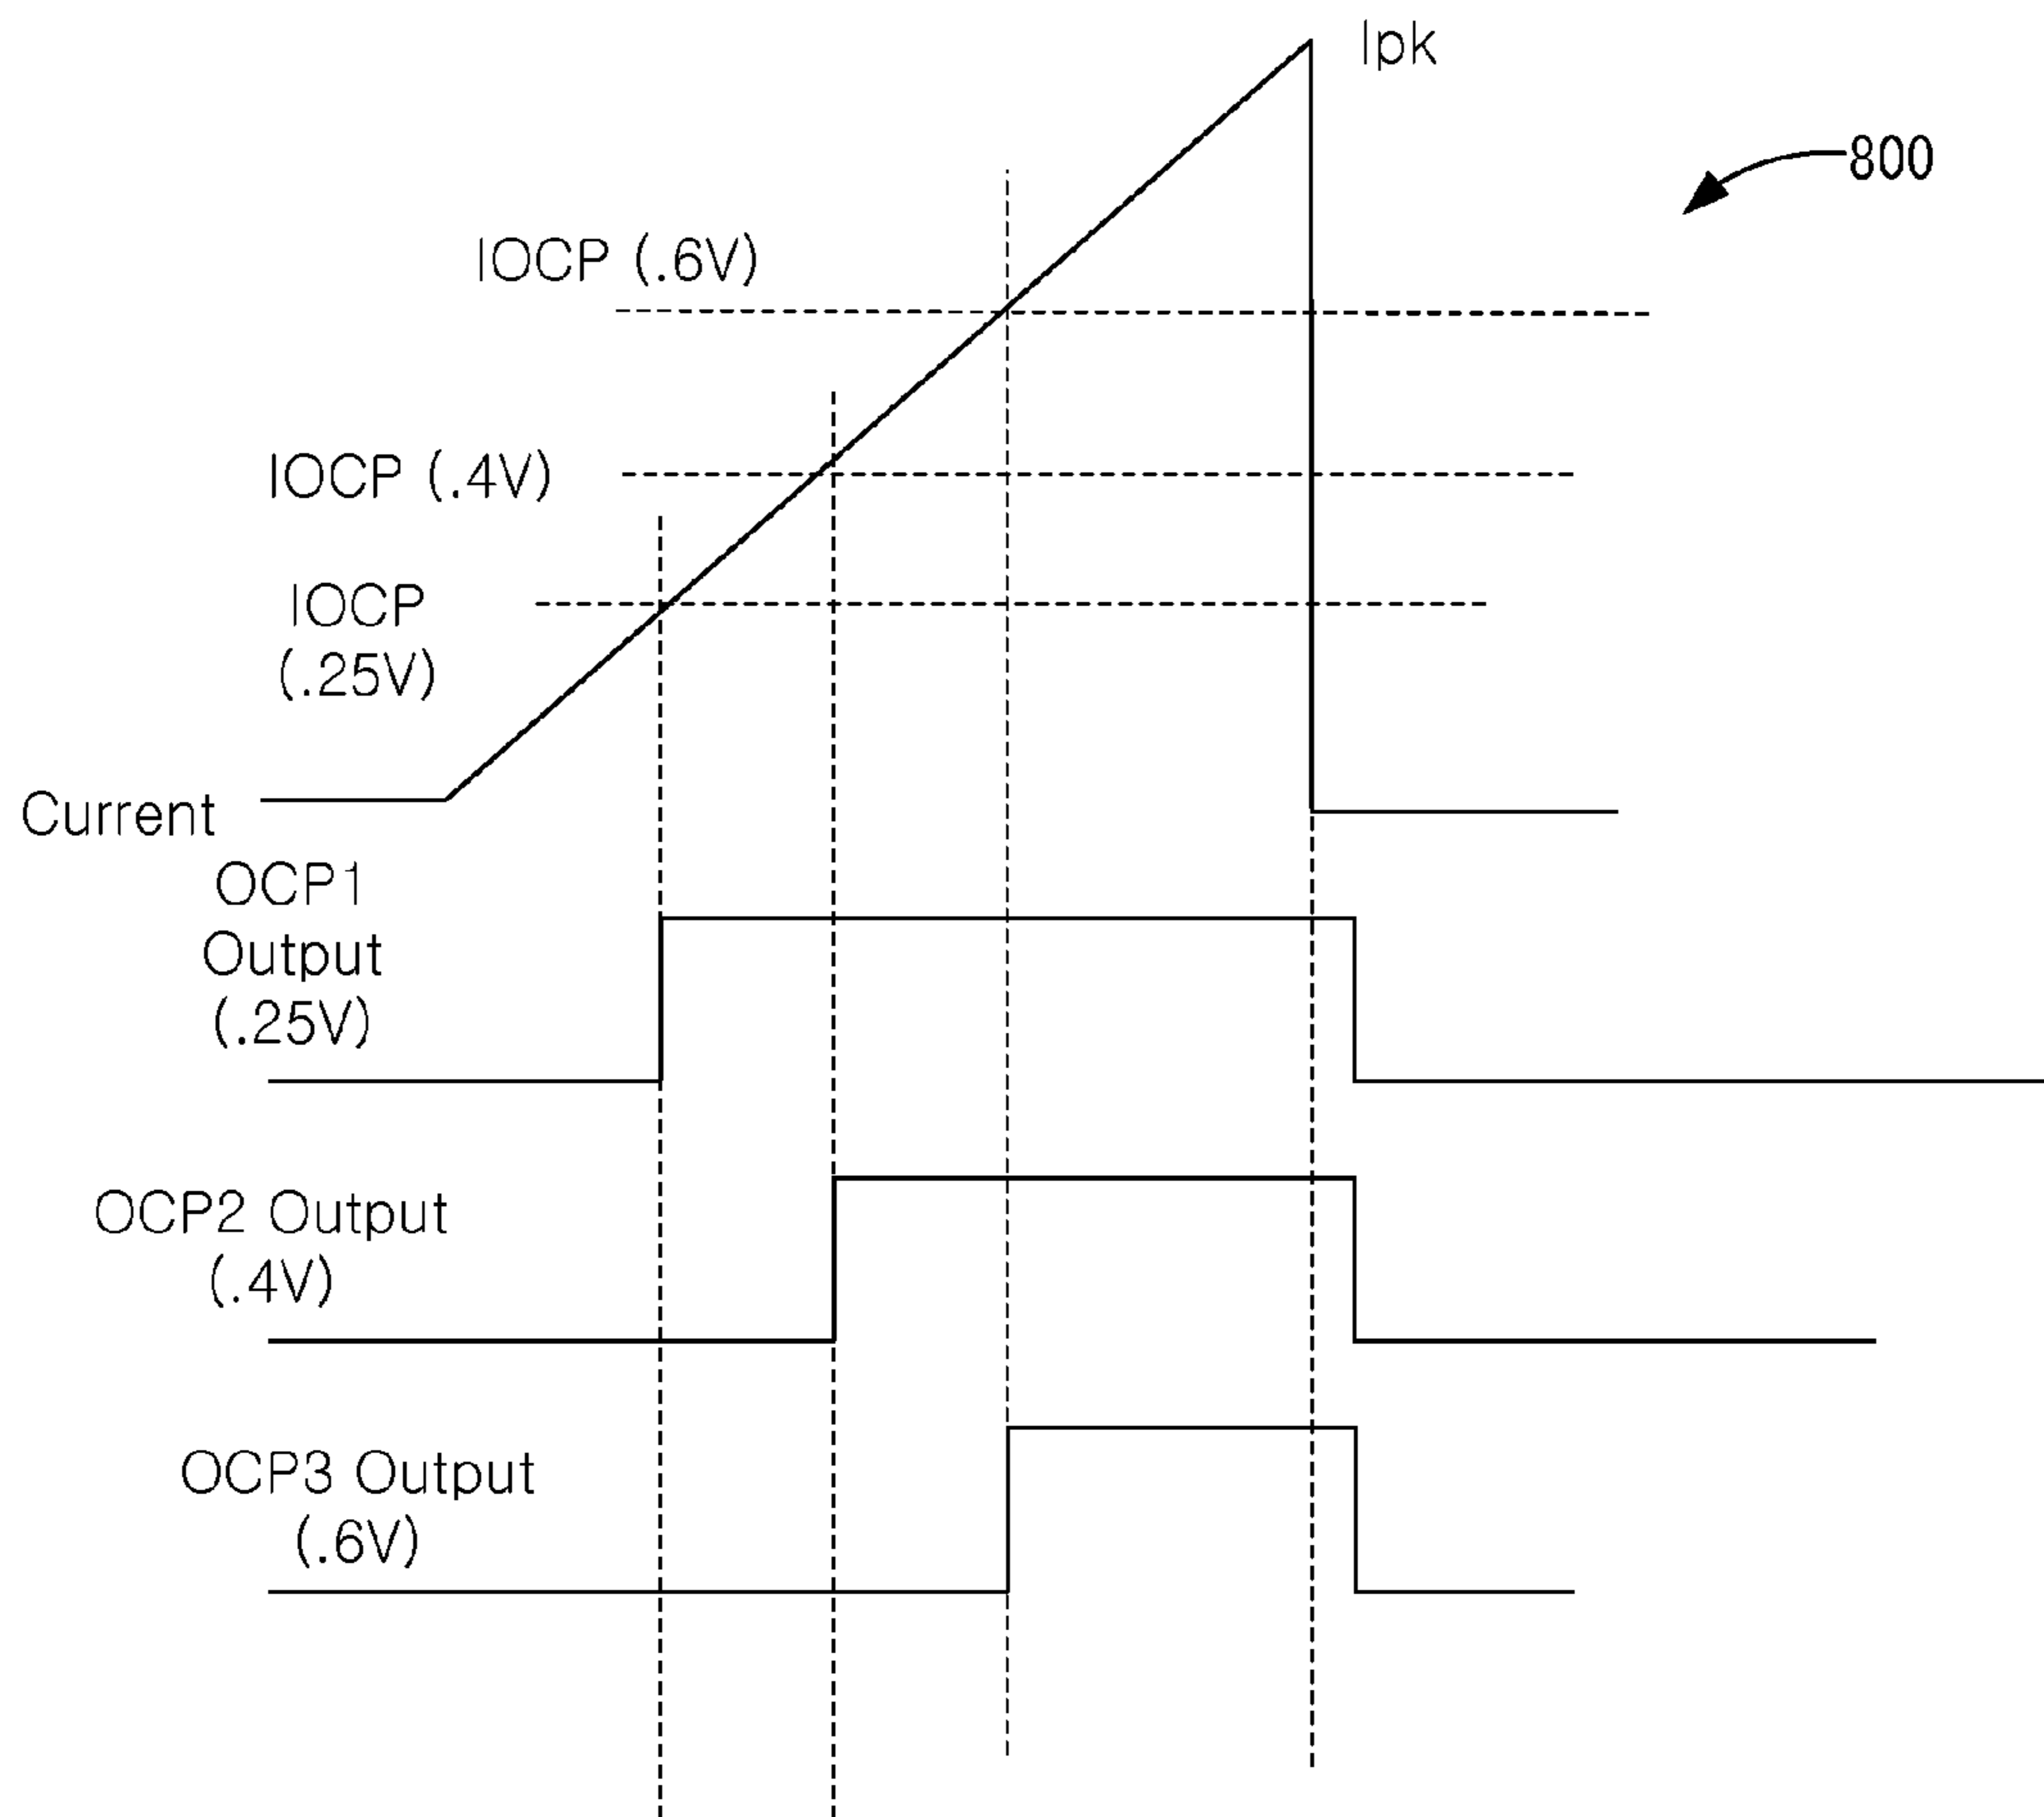 Ipk
800
IOCP (.6V)
IOCP (.4V)
IOCP
(.25V)
Current
OCP1
Output
(.25V)
OCP2 Output
(.4V)
OCP3 Output
(.6V)